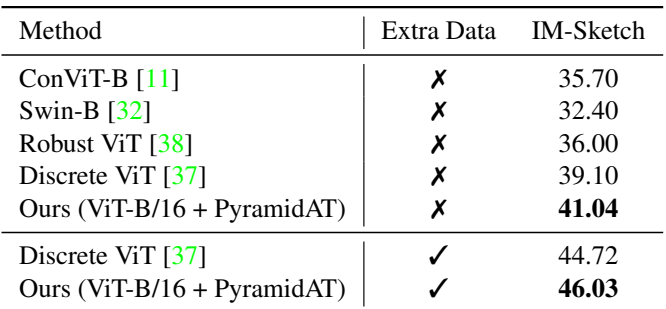 Method Extra Data IM-Sketch
ConViT-B [11] ✗ 35.70
Swin-B [32] ✗ 32.40
Robust ViT [38] ✗ 36.00
Discrete ViT [37] ✗ 39.10
Ours (ViT-B/16 + PyramidAT) ✗ 41.04
Discrete ViT [37] ✓ 44.72
Ours (ViT-B/16 + PyramidAT) ✓ 46.03